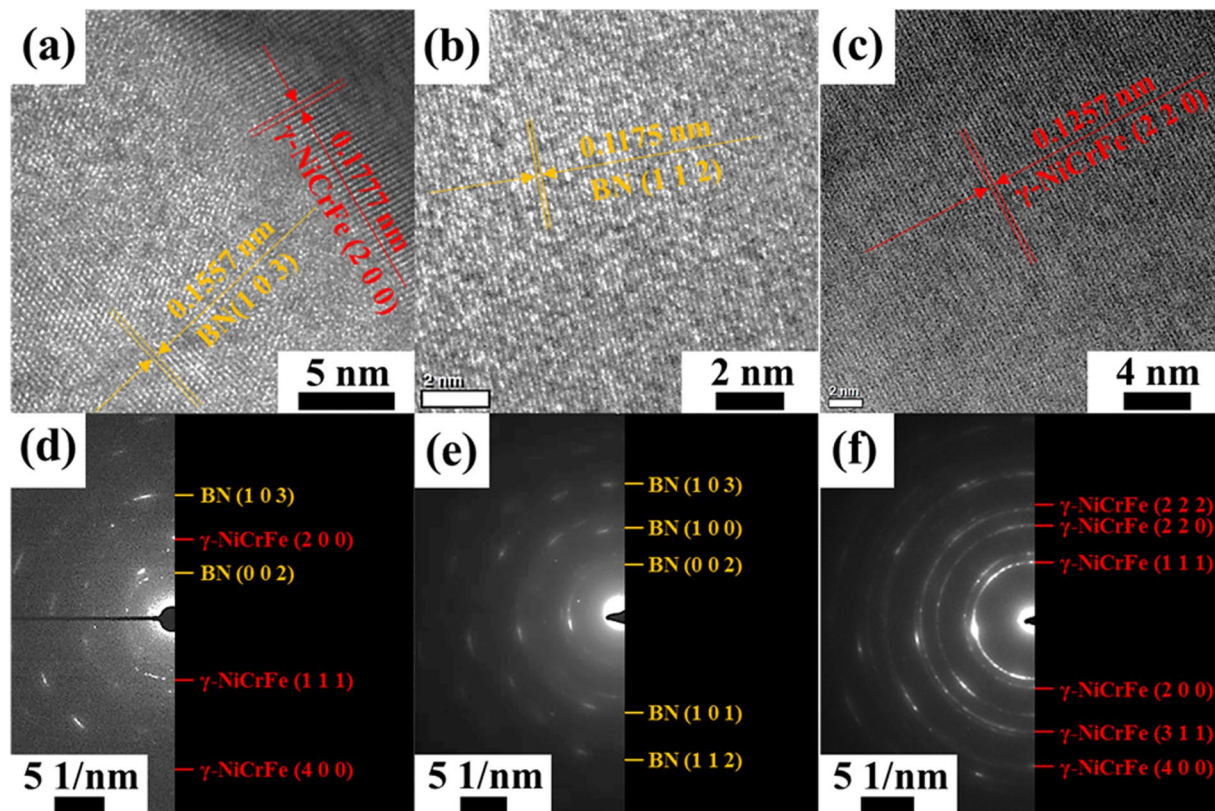 (a)
0.1777 nm
γ-NiCrFe (2 0 0)
0.1557 nm
BN(1 0 3)
5 nm
(b)
0.1175 nm
BN (1 1 2)
2 nm
2 nm
(c)
0.1257 nm
γ-NiCrFe (2 2 0)
2 nm
4 nm
(d)
BN (1 0 3)
γ-NiCrFe (2 0 0)
BN (0 0 2)
γ-NiCrFe (1 1 1)
γ-NiCrFe (4 0 0)
5 1/nm
(e)
BN (1 0 3)
BN (1 0 0)
BN (0 0 2)
BN (1 0 1)
BN (1 1 2)
5 1/nm
(f)
γ-NiCrFe (2 2 2)
γ-NiCrFe (2 2 0)
γ-NiCrFe (1 1 1)
γ-NiCrFe (2 0 0)
γ-NiCrFe (3 1 1)
γ-NiCrFe (4 0 0)
5 1/nm